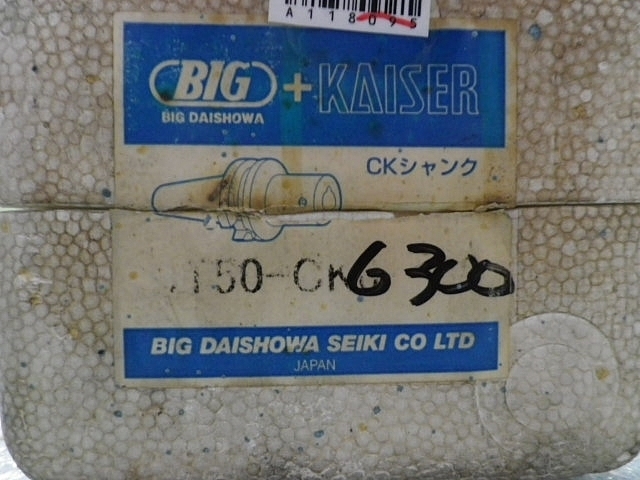 A118095
BIG + KAISER
BIG DAISHOWA
CKシャンク
T50-CK6 300
BIG DAISHOWA SEIKI CO LTD
JAPAN